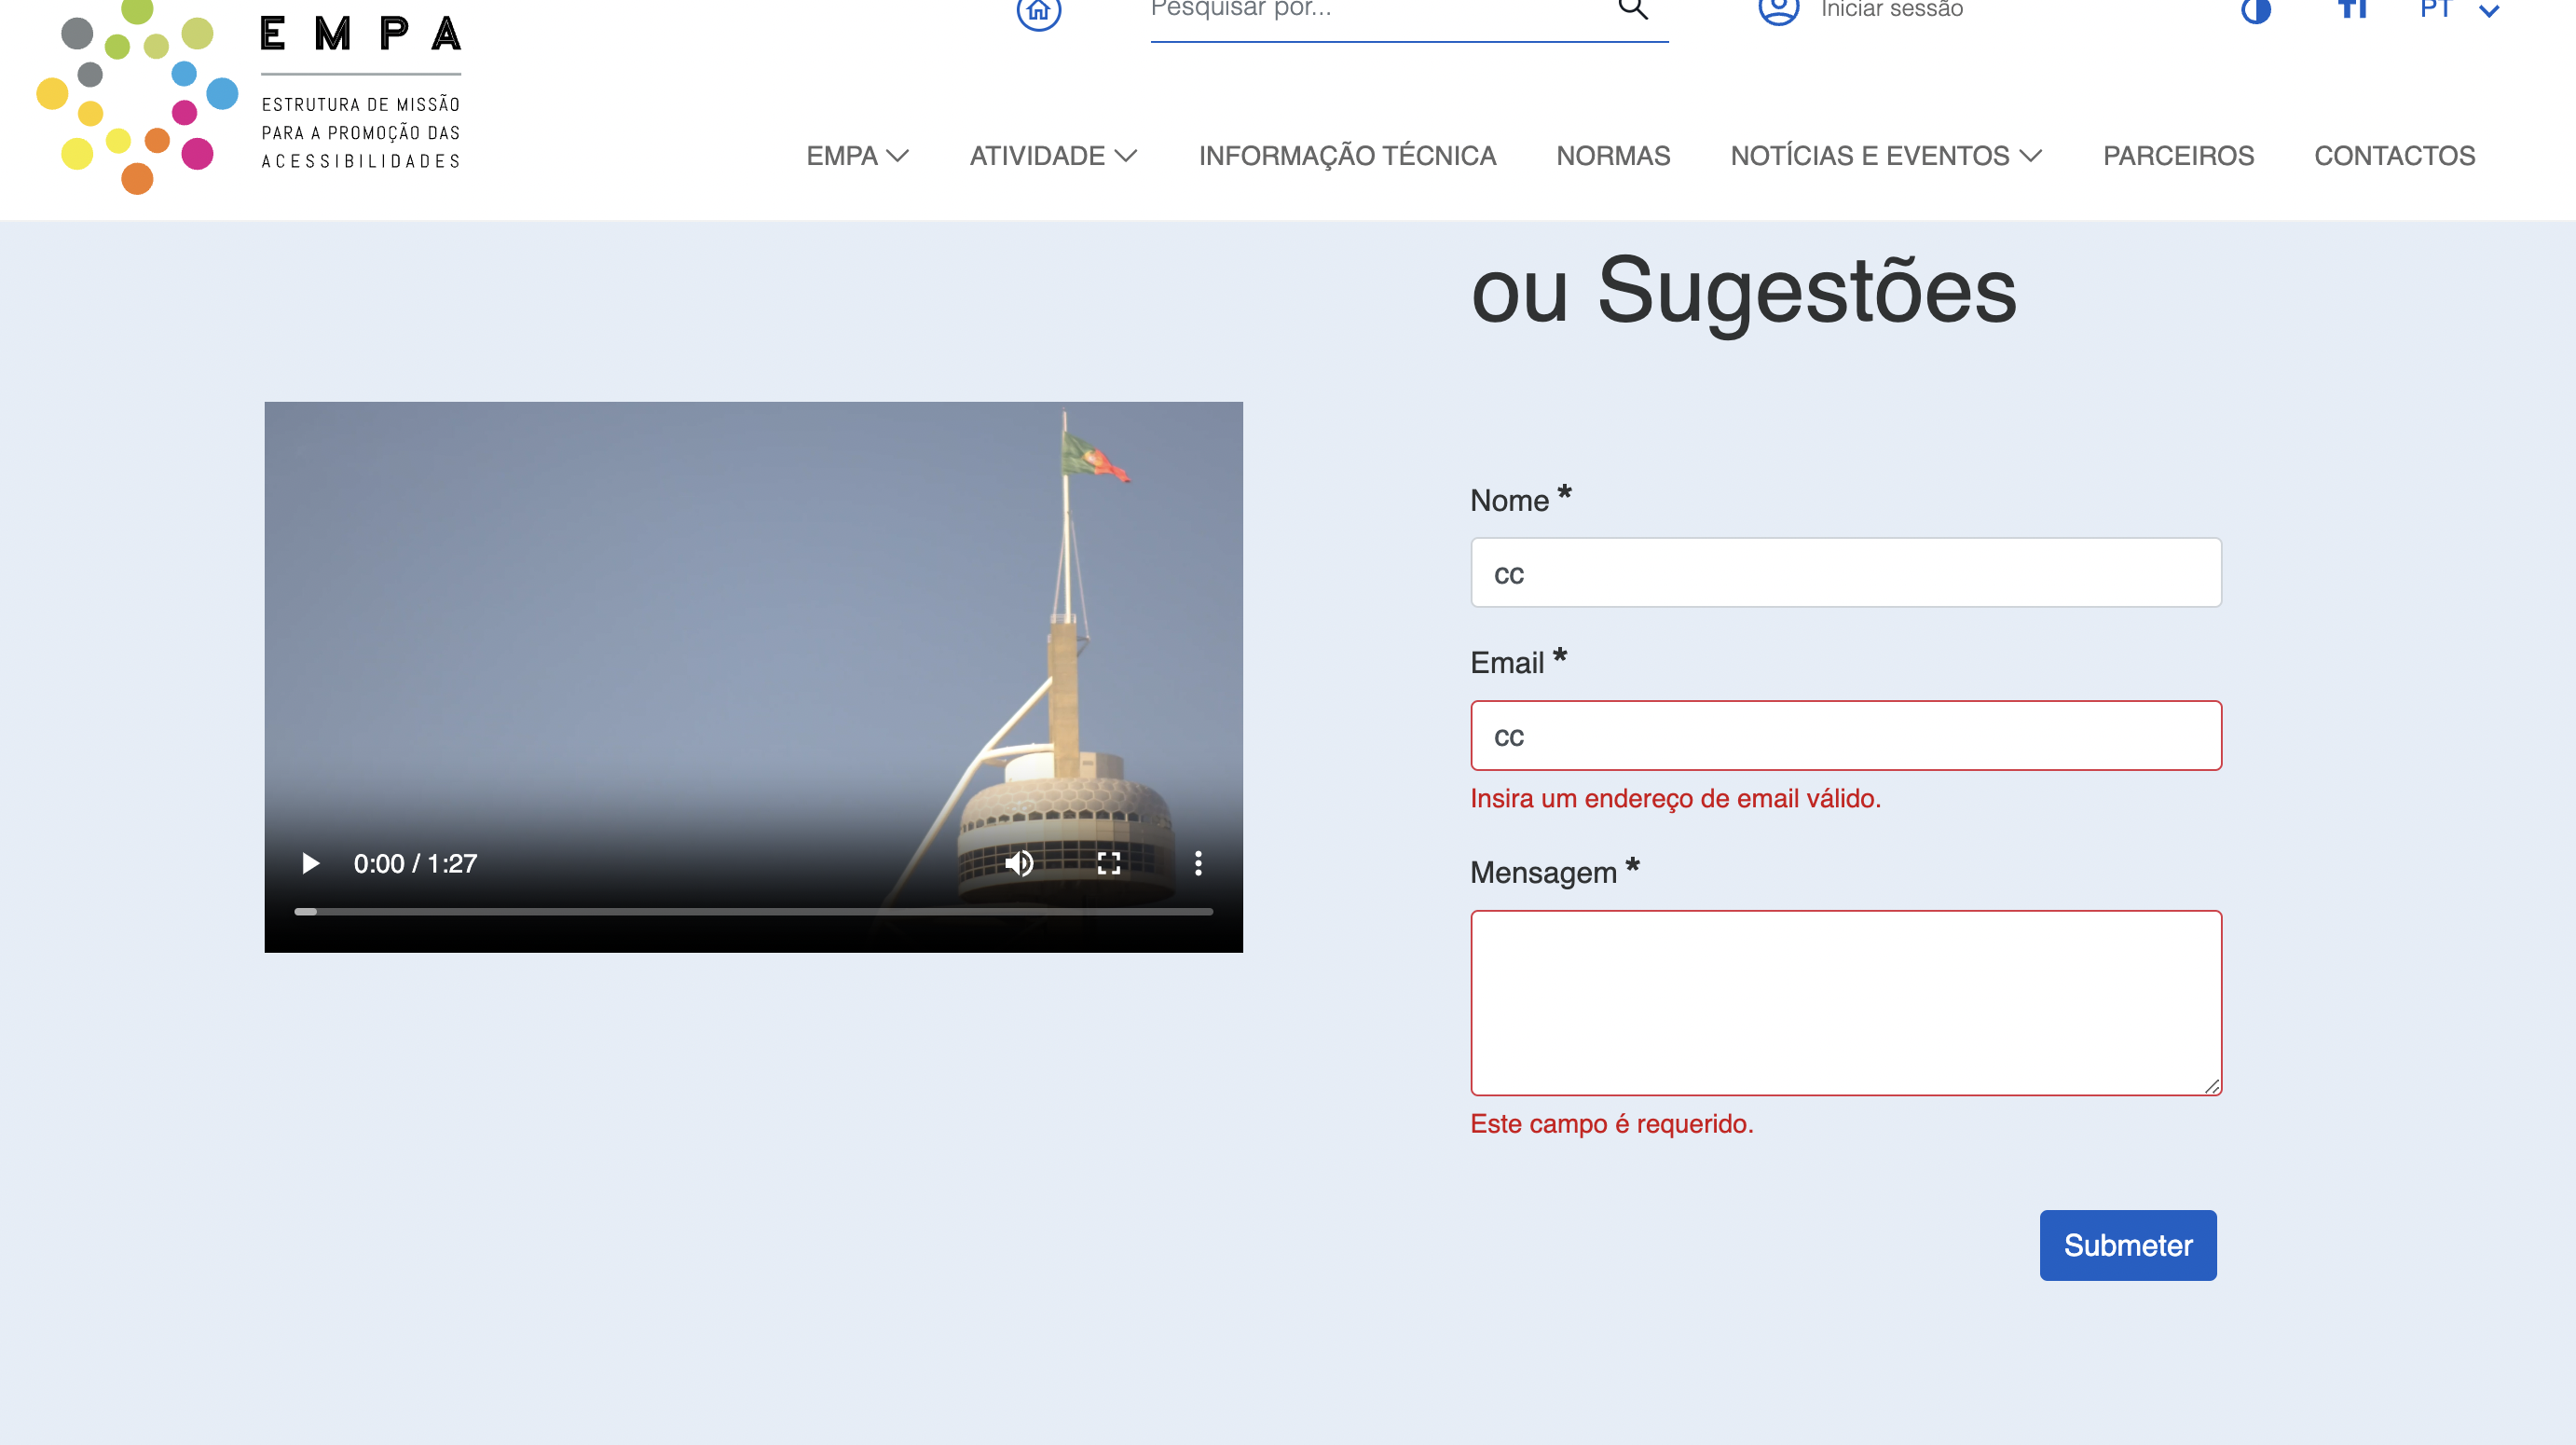 Pesquisar por...
Iniciar sessão
PT
EMPA
ESTRUTURA DE MISSÃO
PARA A PROMOÇÃO DAS
ACESSIBILIDADES
EMPA
ATIVIDADE
INFORMAÇÃO TÉCNICA
NORMAS
NOTÍCIAS E EVENTOS
PARCEIROS
CONTACTOS
ou Sugestões
0:00 / 1:27
Nome *
cc
Email *
cc
Insira um endereço de email válido.
Mensagem *
Este campo é requerido.
Submeter